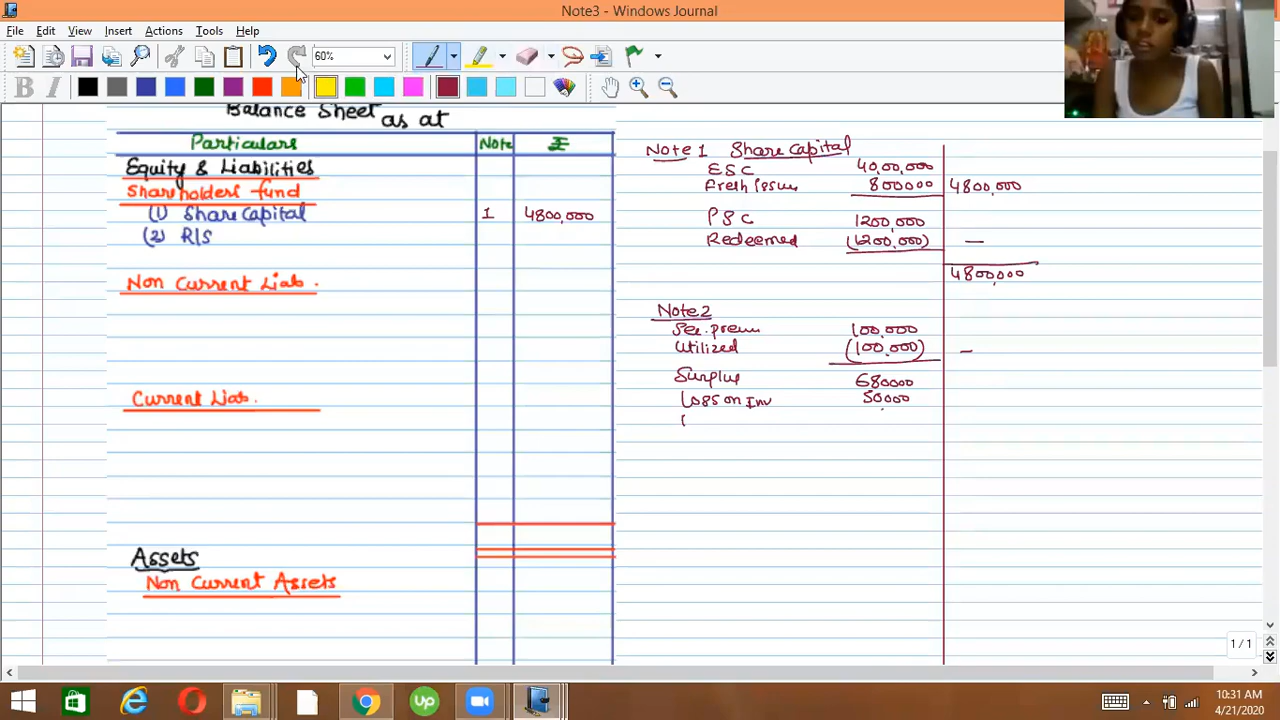 Note3 - Windows Journal
File Edit View Insert Actions Tools Help
60%
B I
Balance Sheet as at
Particulars Note ₹
Equity & Liabilities
Shareholders fund
(1) Share Capital 1 4800,000
(2) R/S
Non Current Liab.
Current Liab.
Assets
Non Current Assets
Note 1 Share Capital
ESC 40,00,000
Fresh issue 800000 4800,000
PSC 1200,000
Redeemed (1200,000) —
4800,000
Note 2
Sec. prem 100,000
Utilized (100,000) —
Surplus 680000
Loss on Inv 50000
1 / 1
Up
10:31 AM
4/21/2020